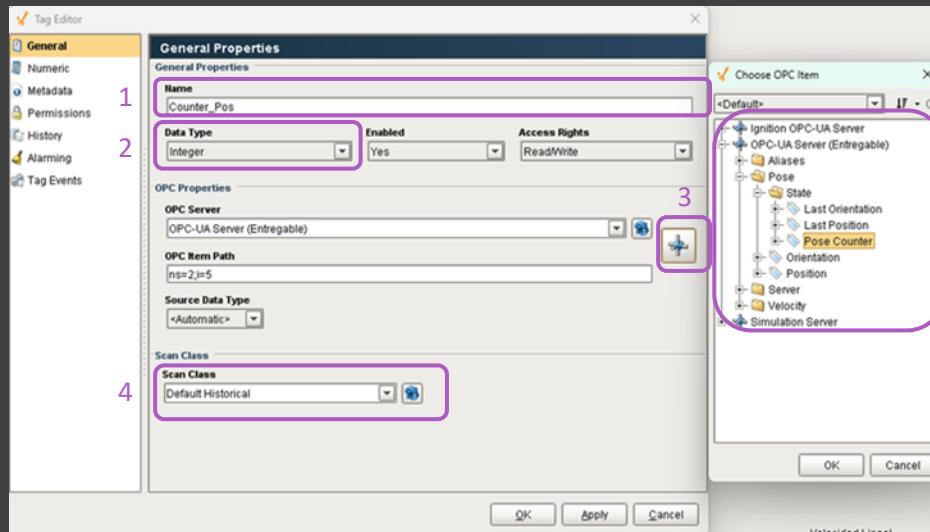 Tag Editor
General
Numeric
Metadata
Permissions
History
Alarming
Tag Events
General Properties
General Properties
1
Name
Counter_Pos
2
Data Type
Enabled
Access Rights
Integer
Yes
Read/Write
OPC Properties
3
OPC Server
OPC-UA Server (Entregable)
OPC Item Path
ns=2;i=5
Source Data Type
<Automatic>
Scan Class
4
Scan Class
Default Historical
OK
Apply
Cancel
Choose OPC Item
<Default>
Ignition OPC-UA Server
OPC-UA Server (Entregable)
Aliases
Pose
State
Last Orientation
Last Position
Pose Counter
Orientation
Position
Server
Velocity
Simulation Server
OK
Cancel